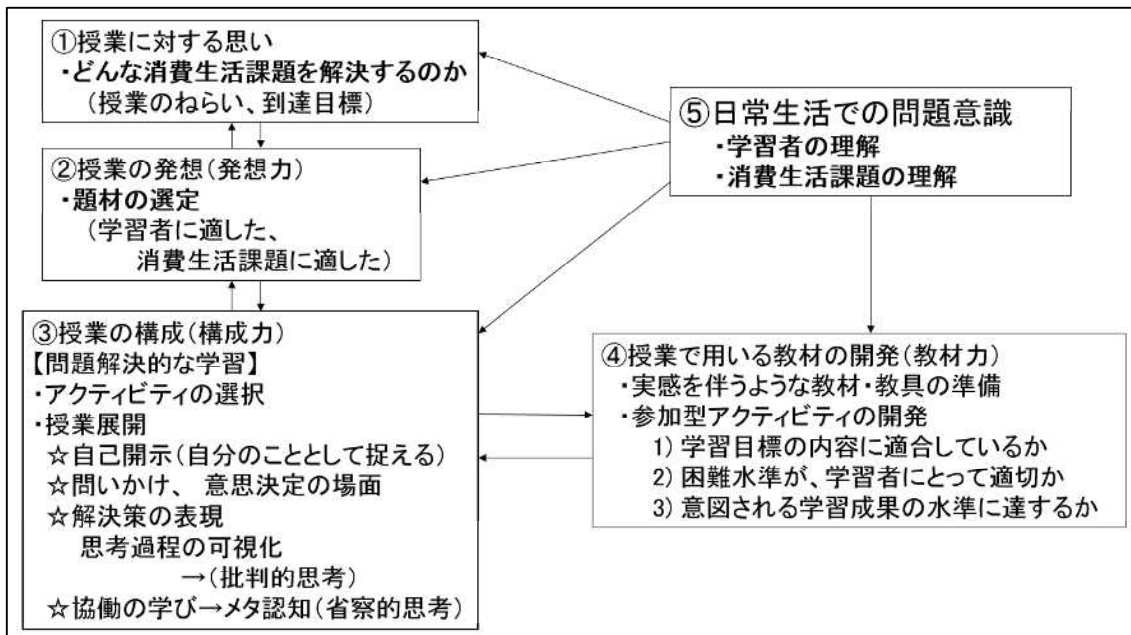 ①授業に対する思い
・どんな消費生活課題を解決するのか
(授業のねらい、到達目標)
②授業の発想(発想力)
・題材の選定
(学習者に適した、
消費生活課題に適した)
③授業の構成(構成力)
【問題解決的な学習】
・アクティビティの選択
・授業展開
☆自己開示(自分のこととして捉える)
☆問いかけ、 意思決定の場面
☆解決策の表現
思考過程の可視化
→(批判的思考)
☆協働の学び→メタ認知(省察的思考)
⑤日常生活での問題意識
・学習者の理解
・消費生活課題の理解
④授業で用いる教材の開発(教材力)
・実感を伴うような教材・教具の準備
・参加型アクティビティの開発
1) 学習目標の内容に適合しているか
2) 困難水準が、学習者にとって適切か
3) 意図される学習成果の水準に達するか